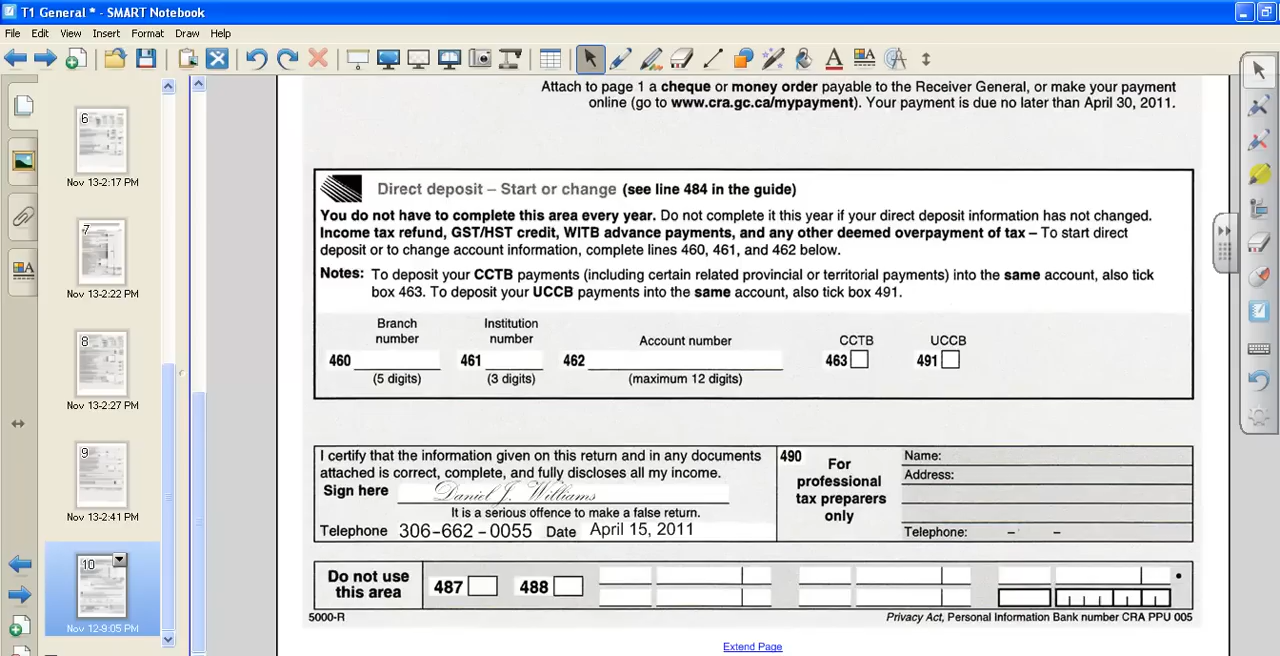 T1 General * - SMART Notebook
File Edit View Insert Format Draw Help
6
Nov 13-2:17 PM
7
Nov 13-2:22 PM
8
Nov 13-2:27 PM
9
Nov 13-2:41 PM
10
Nov 12-9:05 PM
Attach to page 1 a cheque or money order payable to the Receiver General, or make your payment
online (go to www.cra.gc.ca/mypayment). Your payment is due no later than April 30, 2011.
Direct deposit – Start or change (see line 484 in the guide)
You do not have to complete this area every year. Do not complete it this year if your direct deposit information has not changed.
Income tax refund, GST/HST credit, WITB advance payments, and any other deemed overpayment of tax – To start direct
deposit or to change account information, complete lines 460, 461, and 462 below.
Notes: To deposit your CCTB payments (including certain related provincial or territorial payments) into the same account, also tick
box 463. To deposit your UCCB payments into the same account, also tick box 491.
Branch number Institution number Account number CCTB UCCB
460 461 462 463 491
(5 digits) (3 digits) (maximum 12 digits)
I certify that the information given on this return and in any documents
attached is correct, complete, and fully discloses all my income.
Sign here Daniel J. Williams
It is a serious offence to make a false return.
Telephone 306-662-0055 Date April 15, 2011
490 For professional tax preparers only
Name:
Address:
Telephone: – –
Do not use this area 487 488
5000-R Privacy Act, Personal Information Bank number CRA PPU 005
Extend Page